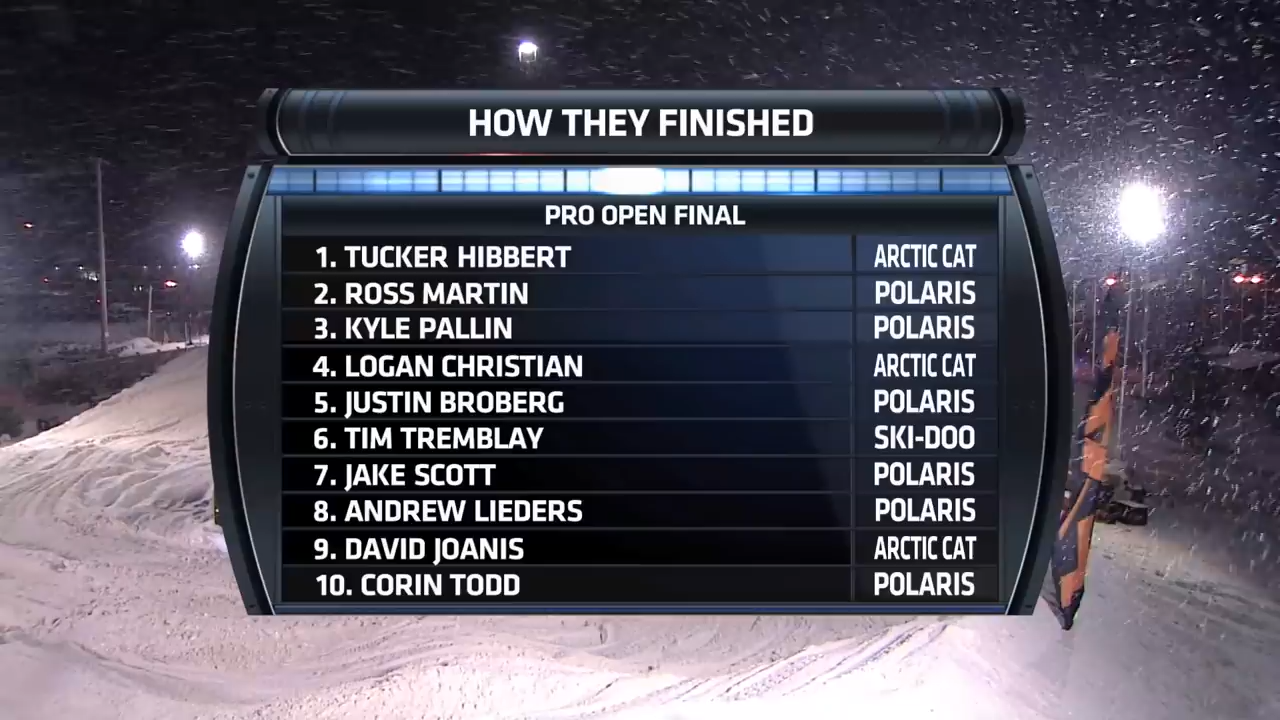 HOW THEY FINISHED
PRO OPEN FINAL
1. TUCKER HIBBERT ARCTIC CAT
2. ROSS MARTIN POLARIS
3. KYLE PALLIN POLARIS
4. LOGAN CHRISTIAN ARCTIC CAT
5. JUSTIN BROBERG POLARIS
6. TIM TREMBLAY SKI-DOO
7. JAKE SCOTT POLARIS
8. ANDREW LIEDERS POLARIS
9. DAVID JOANIS ARCTIC CAT
10. CORIN TODD POLARIS